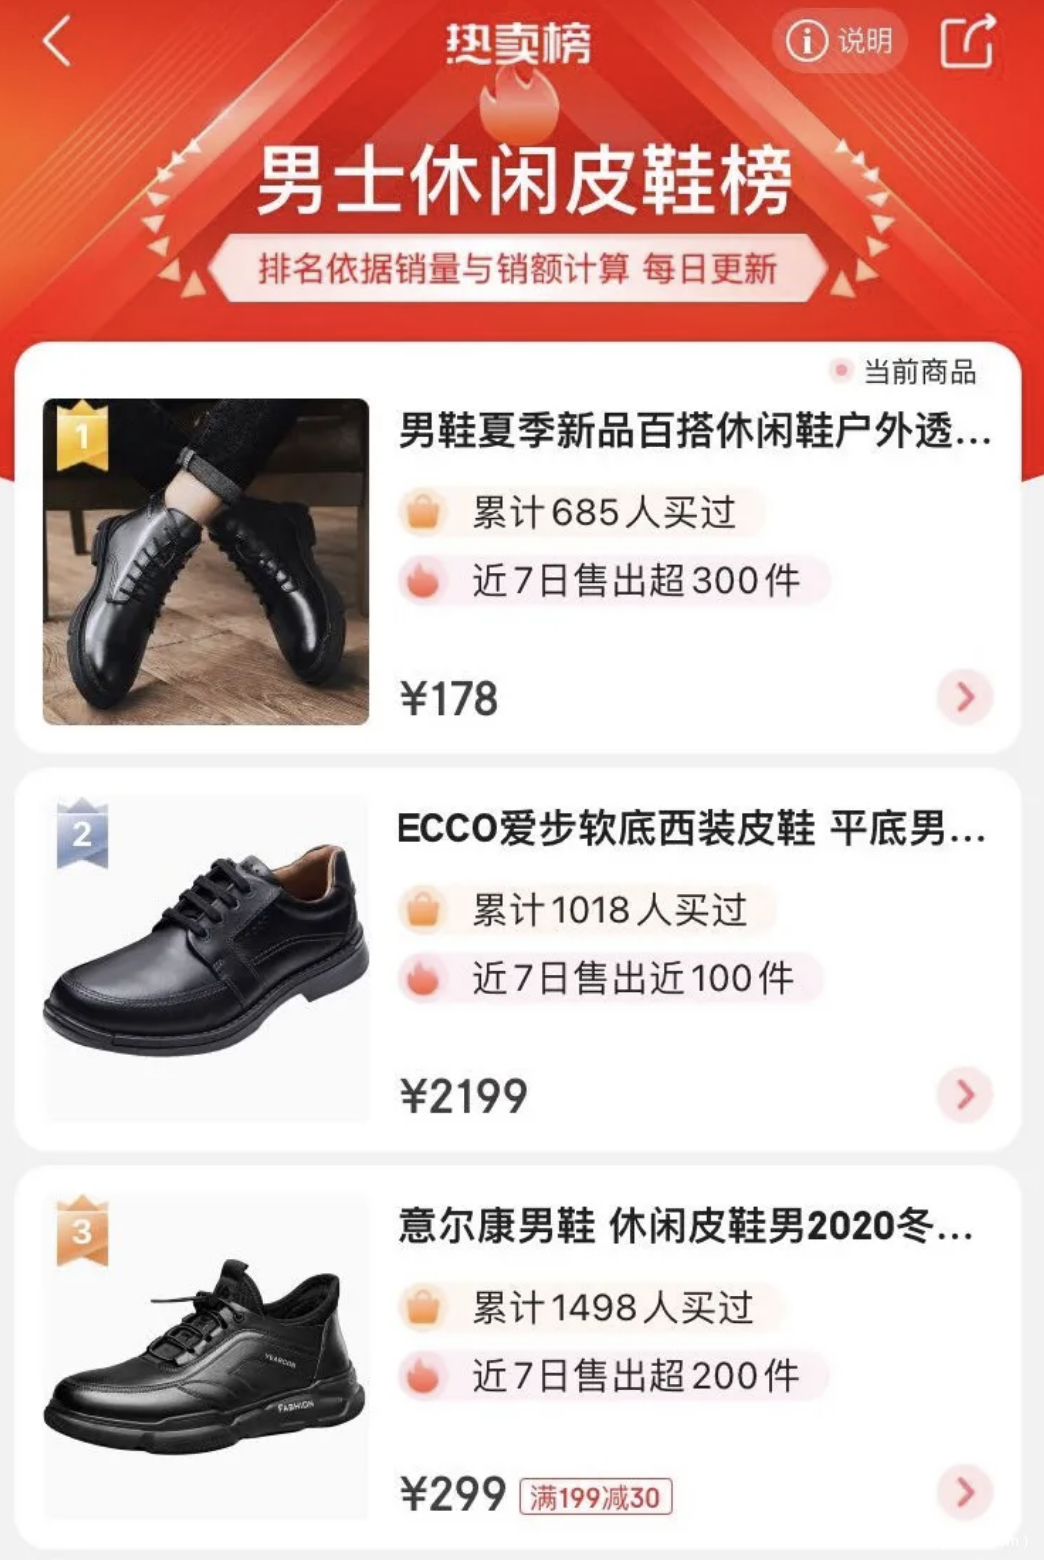 热卖榜
说明
男士休闲皮鞋榜
排名依据销量与销额计算 每日更新
当前商品
1
男鞋夏季新品百搭休闲鞋户外透...
累计685人买过
近7日售出超300件
¥178
2
ECCO爱步软底西装皮鞋 平底男...
累计1018人买过
近7日售出近100件
¥2199
3
意尔康男鞋 休闲皮鞋男2020冬...
累计1498人买过
近7日售出超200件
YEARCON
FASHION
¥299 满199减30